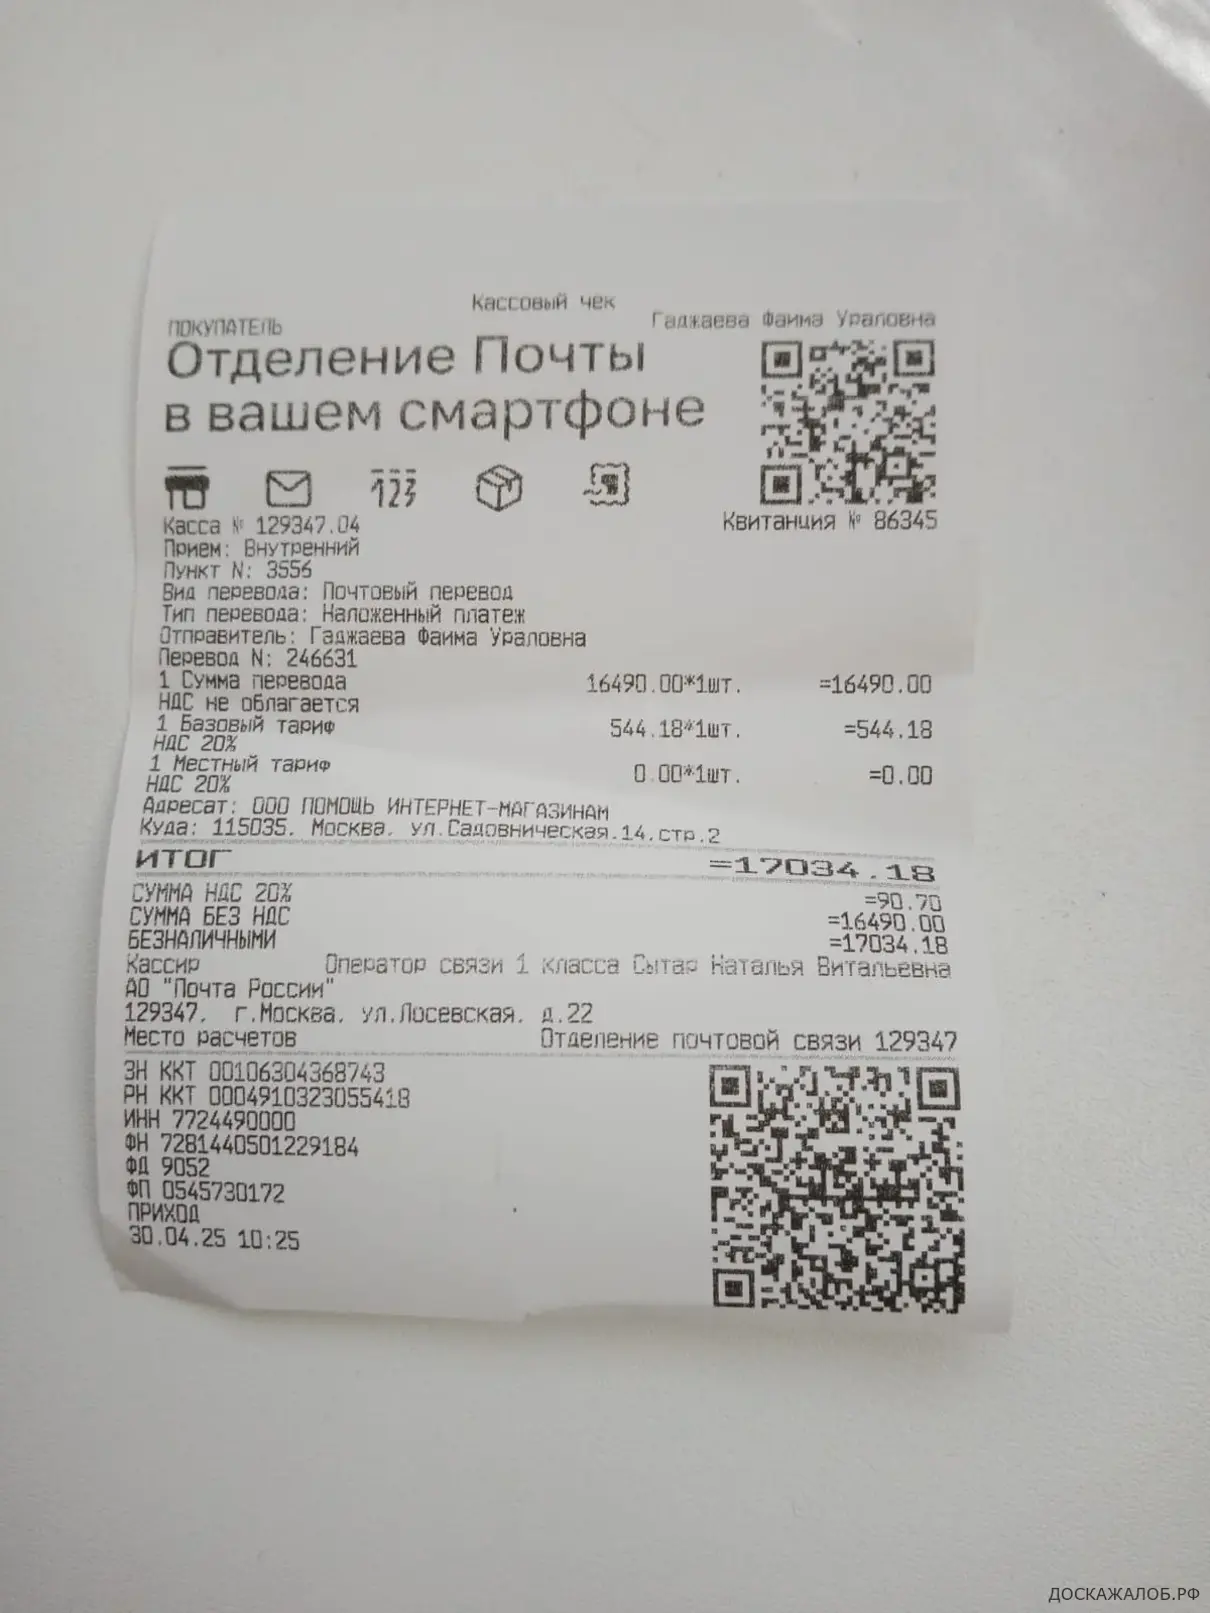 Кассовый чек
ПОКУПАТЕЛЬ Гаджаева Фаима Ураловна
Отделение Почты
в вашем смартфоне
123
Касса № 129347.04 Квитанция № 86345
Прием: Внутренний
Пункт N: 3556
Вид перевода: Почтовый перевод
Тип перевода: Наложенный платеж
Отправитель: Гаджаева Фаима Ураловна
Перевод N: 246631
1 Сумма перевода 16490.00*1шт. =16490.00
НДС не облагается
1 Базовый тариф 544.18*1шт. =544.18
НДС 20%
1 Местный тариф 0.00*1шт. =0.00
НДС 20%
Адресат: ООО ПОМОЩЬ ИНТЕРНЕТ-МАГАЗИНАМ
Куда: 115035, Москва, ул.Садовническая,14,стр.2
ИТОГ =17034.18
СУММА НДС 20% =90.70
СУММА БЕЗ НДС =16490.00
БЕЗНАЛИЧНЫМИ =17034.18
Кассир Оператор связи 1 класса Сытар Наталья Витальевна
АО "Почта России"
129347, г.Москва, ул.Лосевская, д.22
Место расчетов Отделение почтовой связи 129347
ЗН ККТ 00106304368743
РН ККТ 0004910323055418
ИНН 7724490000
ФН 7281440501229184
ФД 9052
ФП 0545730172
ПРИХОД
30.04.25 10:25
ДОСКАЖАЛОБ.РФ